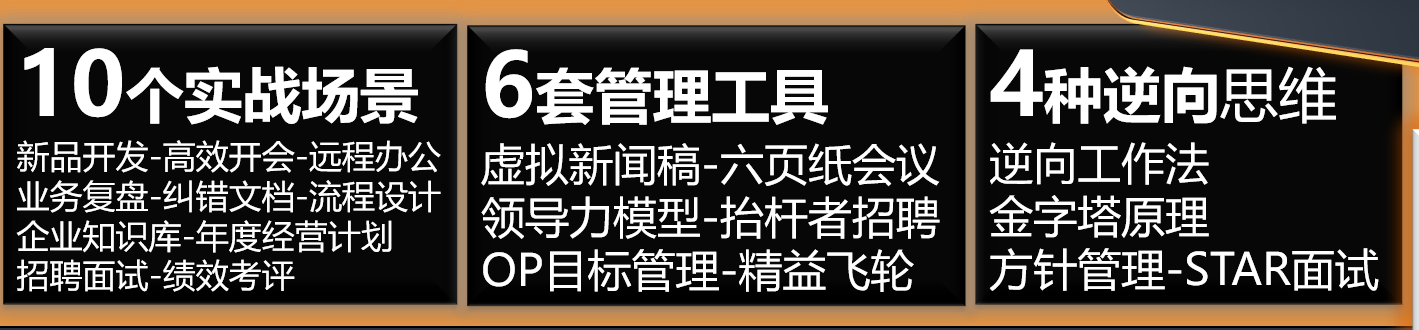 10个实战场景
新品开发-高效开会-远程办公
业务复盘-纠错文档-流程设计
企业知识库-年度经营计划
招聘面试-绩效考评
6套管理工具
虚拟新闻稿-六页纸会议
领导力模型-抬杆者招聘
OP目标管理-精益飞轮
4种逆向思维
逆向工作法
金字塔原理
方针管理-STAR面试